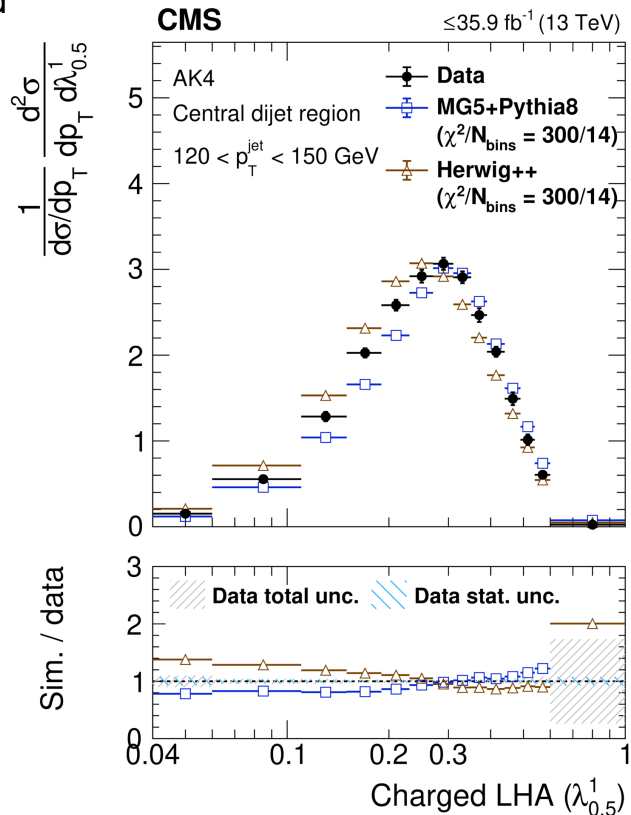 CMS ≤35.9 fb⁻¹ (13 TeV)
1/(dσ/dp_T) d²σ/(dp_T dλ¹_0.5)
AK4
Central dijet region
120 < p_T^jet < 150 GeV
Data
MG5+Pythia8
(χ²/N_bins = 300/14)
Herwig++
(χ²/N_bins = 300/14)
5
4
3
2
1
0
Sim. / data
Data total unc. Data stat. unc.
3
2
1
0
0.04 0.1 0.2 0.3 1
Charged LHA (λ¹_0.5)